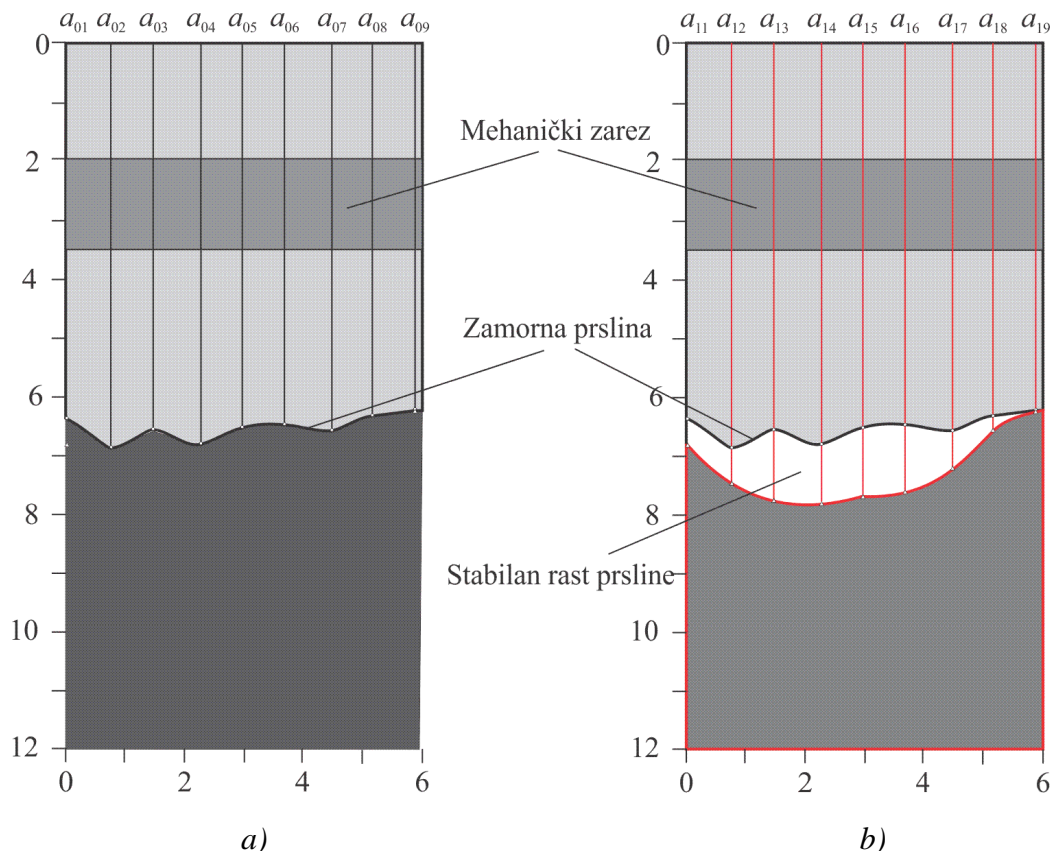 a01 a02 a03 a04 a05 a06 a07 a08 a09
a11 a12 a13 a14 a15 a16 a17 a18 a19
0
2
4
6
8
10
12
0 2 4 6
Mehanički zarez
Zamorna prslina
Stabilan rast prsline
0
2
4
6
8
10
12
0 2 4 6
a)
b)